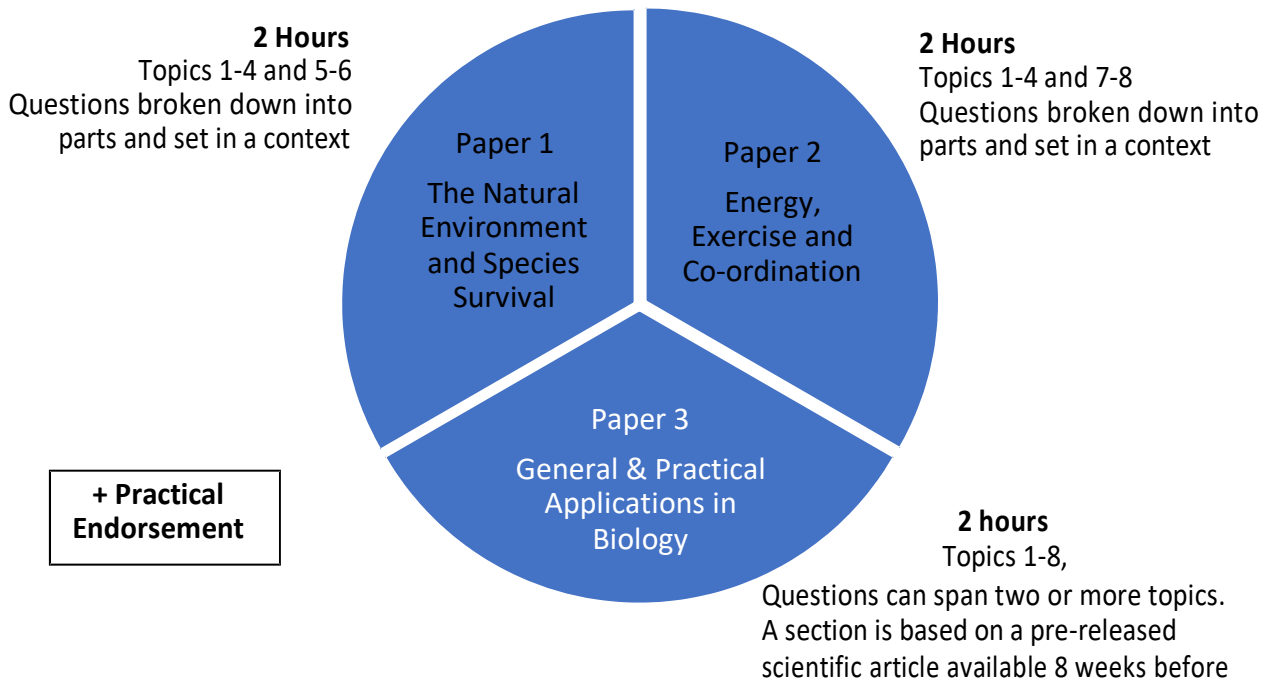 2 Hours
Topics 1-4 and 5-6
Questions broken down into
parts and set in a context
Paper 1
The Natural
Environment
and Species
Survival
2 Hours
Topics 1-4 and 7-8
Questions broken down into
parts and set in a context
Paper 2
Energy,
Exercise and
Co-ordination
Paper 3
General & Practical
Applications in
Biology
+ Practical
Endorsement
2 hours
Topics 1-8,
Questions can span two or more topics.
A section is based on a pre-released
scientific article available 8 weeks before